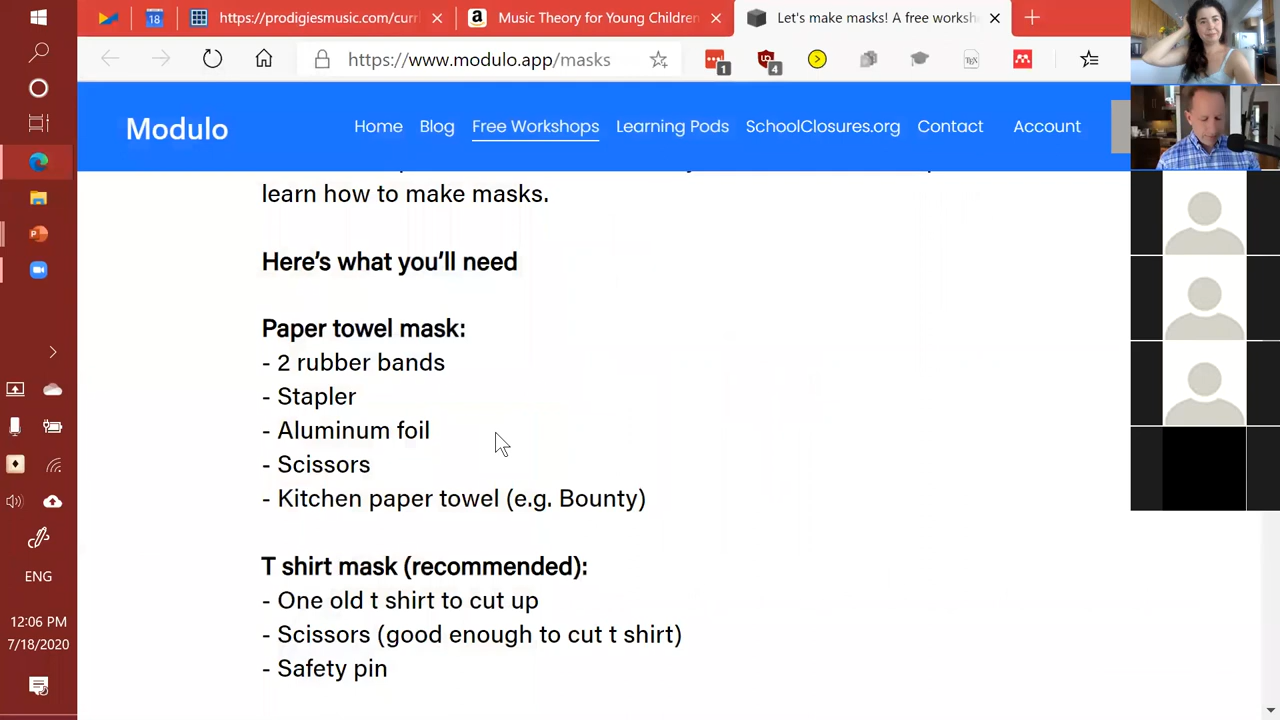 18
https://prodigiesmusic.com/curr
Music Theory for Young Children
Let's make masks! A free worksh
https://www.modulo.app/masks
1
4
TEX
Modulo
Home
Blog
Free Workshops
Learning Pods
SchoolClosures.org
Contact
Account
learn how to make masks.
Here's what you'll need
Paper towel mask:
- 2 rubber bands
- Stapler
- Aluminum foil
- Scissors
- Kitchen paper towel (e.g. Bounty)
T shirt mask (recommended):
- One old t shirt to cut up
- Scissors (good enough to cut t shirt)
- Safety pin
ENG
12:06 PM
7/18/2020